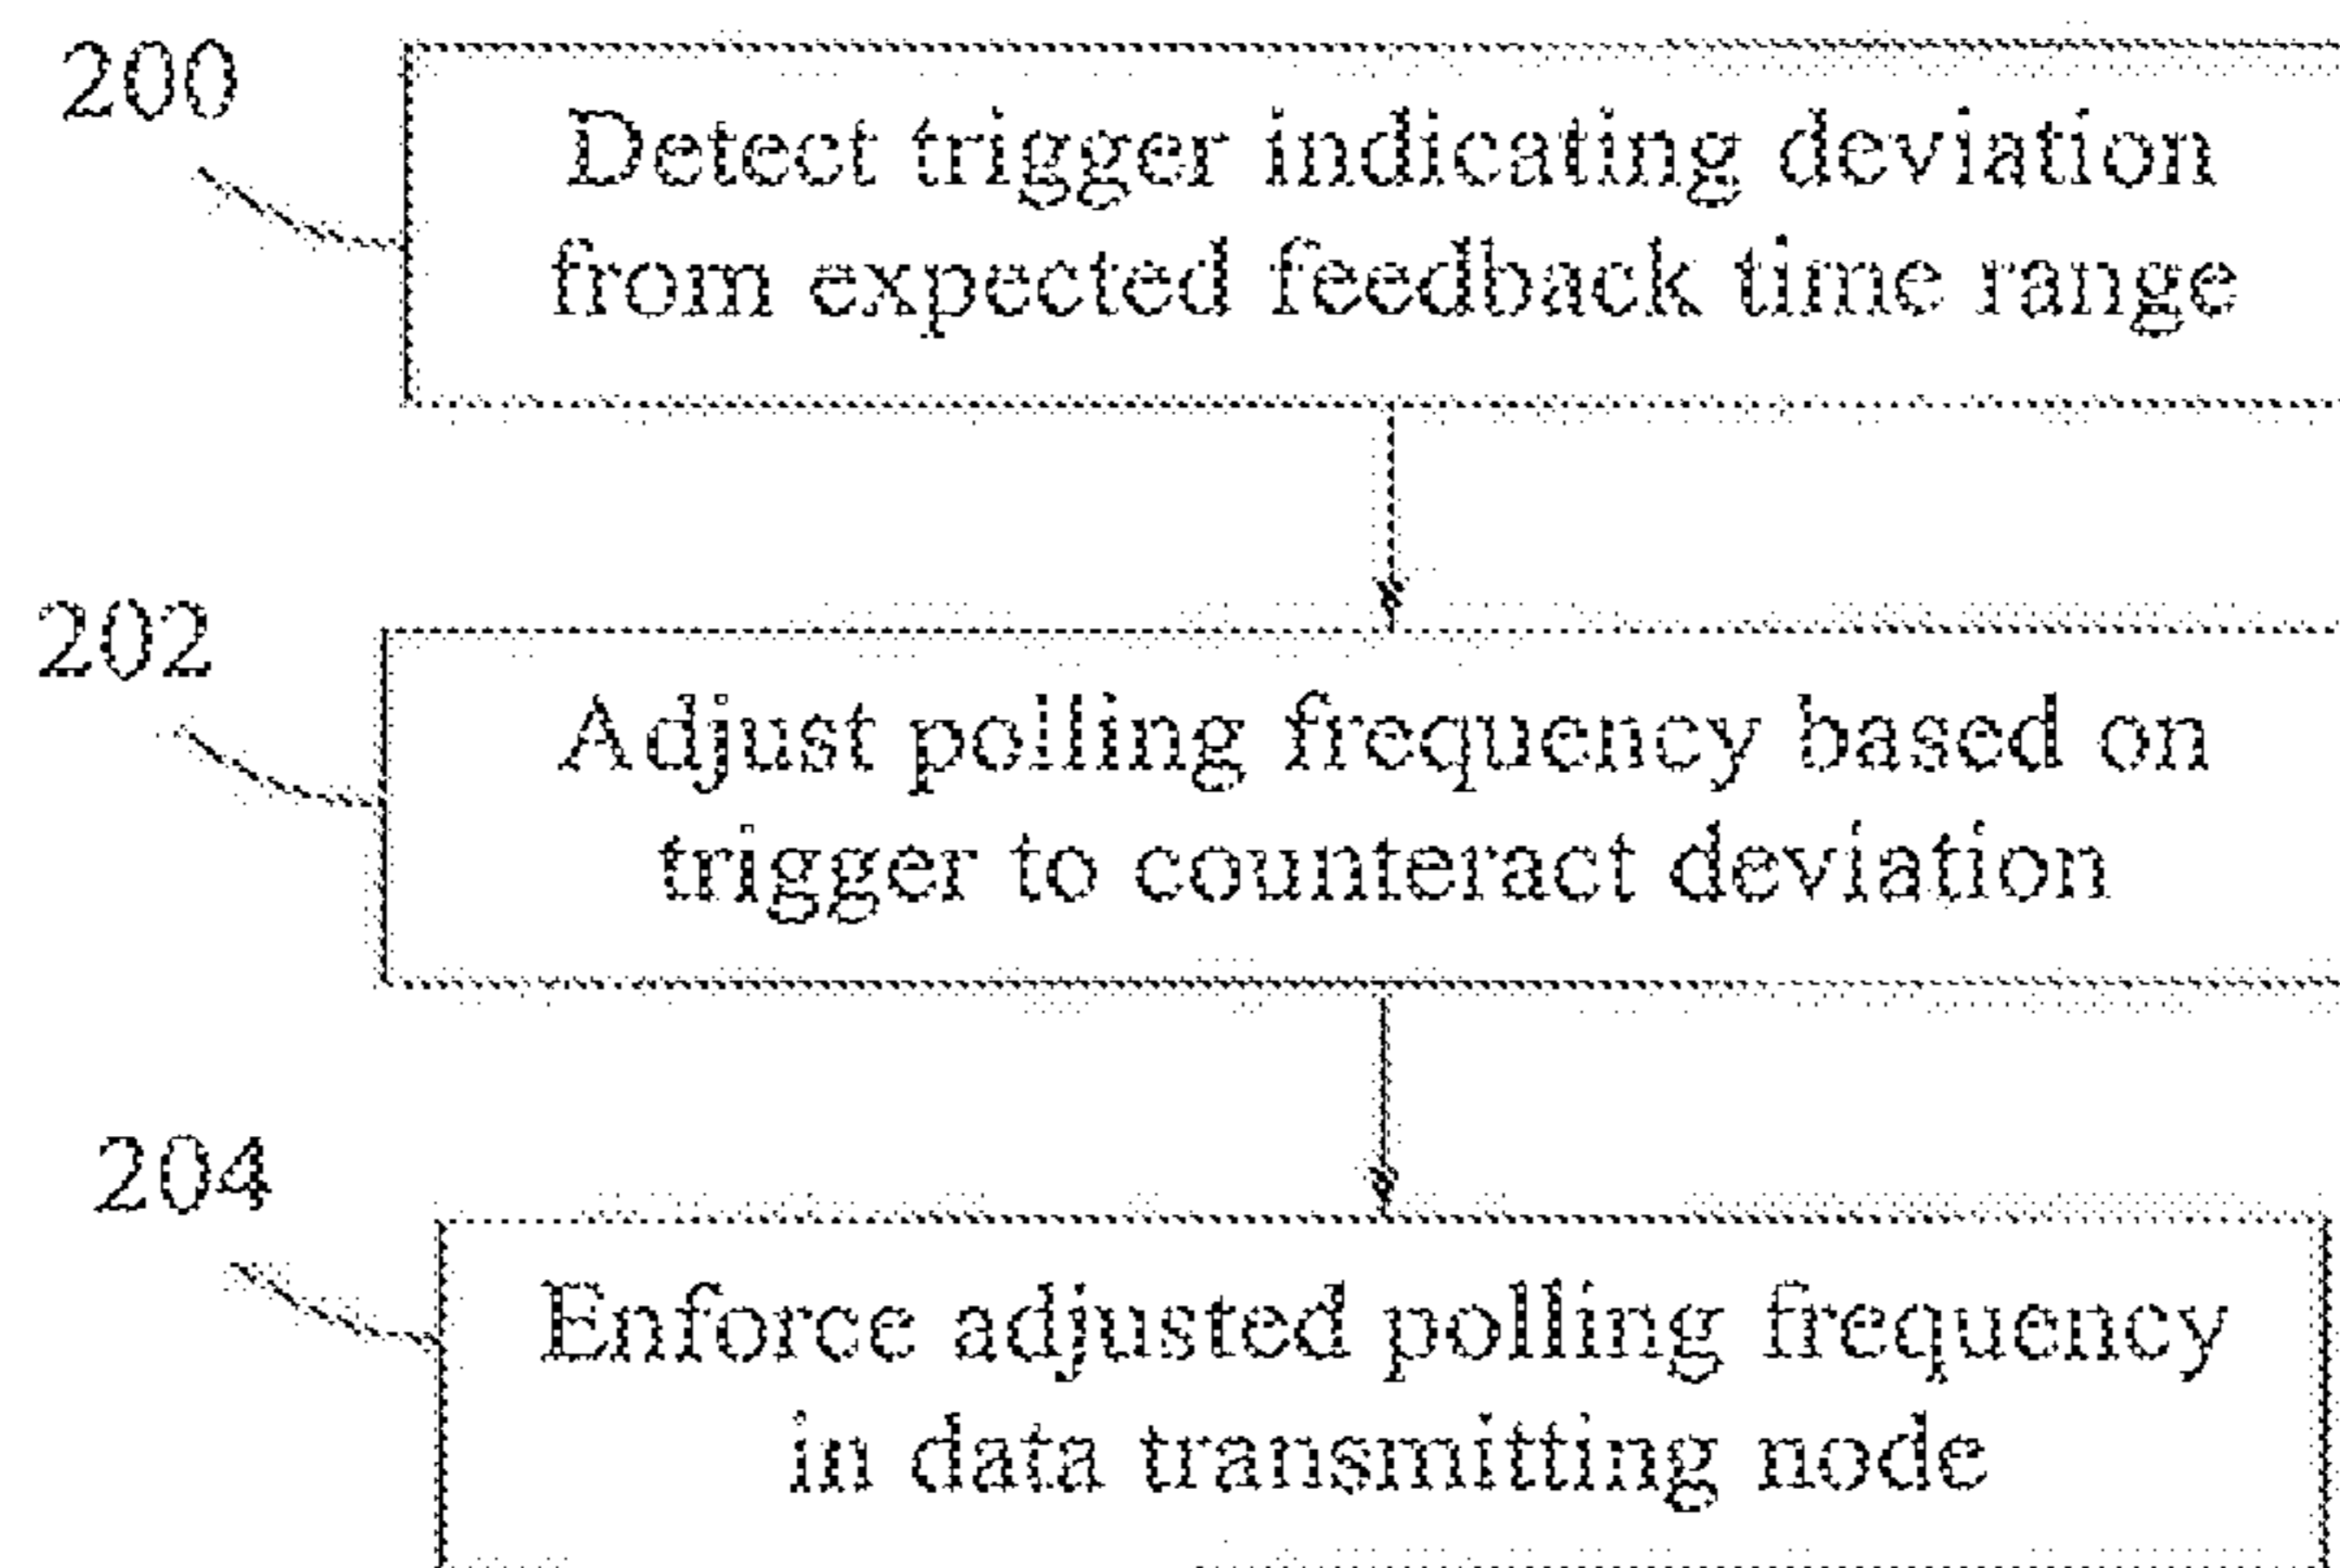 200
Detect trigger indicating deviation
from expected feedback time range
202
Adjust polling frequency based on
trigger to counteract deviation
204
Enforce adjusted polling frequency
in data transmitting node